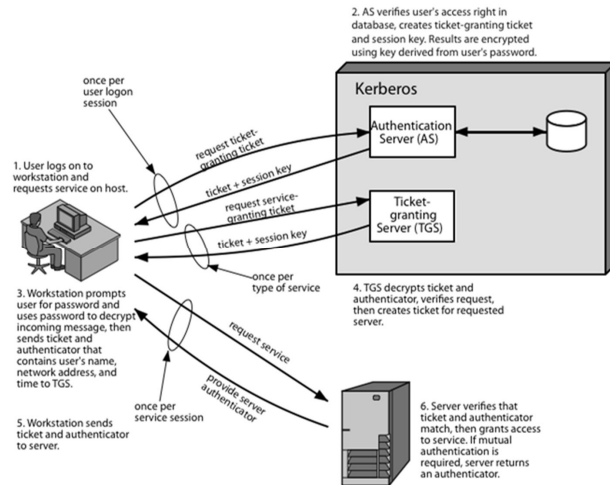 2. AS verifies user's access right in
database, creates ticket-granting ticket
and session key. Results are encrypted
using key derived from user's password.
once per
user logon
session
Kerberos
Authentication
Server (AS)
request ticket-
granting ticket
1. User logs on to
workstation and
requests service on host.
ticket + session key
request service-
granting ticket
Ticket-
granting
Server (TGS)
ticket + session key
once per
type of service
4. TGS decrypts ticket and
authenticator, verifies request,
then creates ticket for requested
server.
3. Workstation prompts
user for password and
uses password to decrypt
incoming message, then
sends ticket and
authenticator that
contains user's name,
network address, and
time to TGS.
request service
provide server
authenticator
once per
service session
5. Workstation sends
ticket and authenticator
to server.
6. Server verifies that
ticket and authenticator
match, then grants access
to service. If mutual
authentication is
required, server returns
an authenticator.